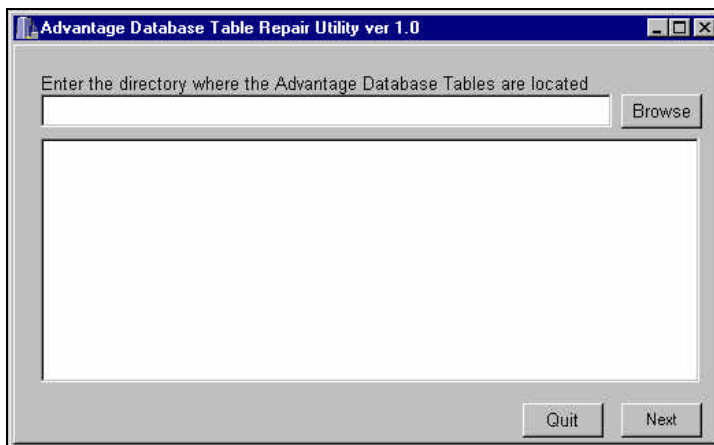 Advantage Database Table Repair Utility ver 1.0
Enter the directory where the Advantage Database Tables are located
Browse
Quit
Next